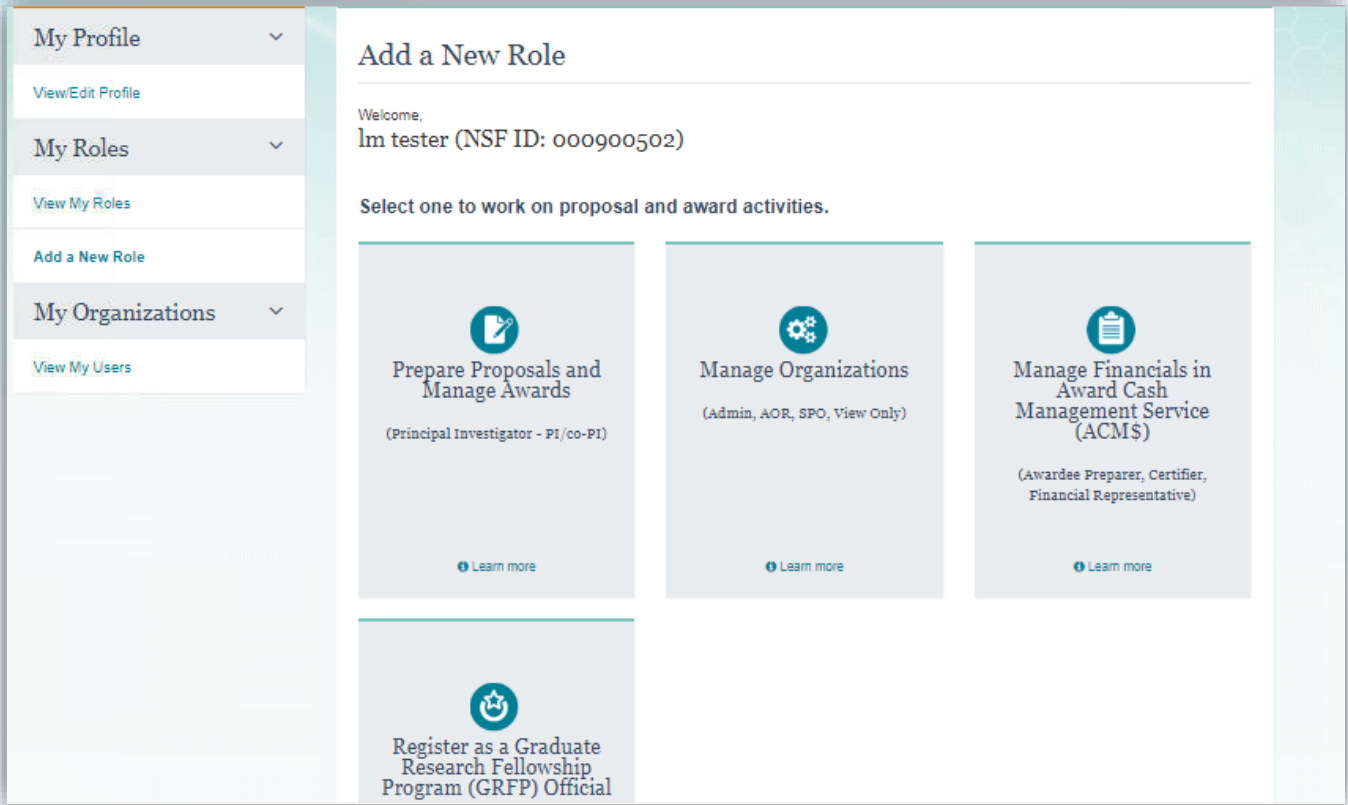 My Profile
View/Edit Profile
My Roles
View My Roles
Add a New Role
My Organizations
View My Users
Add a New Role
Welcome,
lm tester (NSF ID: 000900502)
Select one to work on proposal and award activities.
Prepare Proposals and
Manage Awards
(Principal Investigator - PI/co-PI)
Learn more
Manage Organizations
(Admin, AOR, SPO, View Only)
Learn more
Manage Financials in
Award Cash
Management Service
(ACM$)
(Awardee Preparer, Certifier,
Financial Representative)
Learn more
Register as a Graduate
Research Fellowship
Program (GRFP) Official